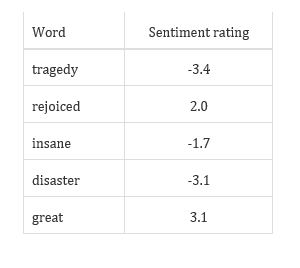 Word Sentiment rating
tragedy -3.4
rejoiced 2.0
insane -1.7
disaster -3.1
great 3.1